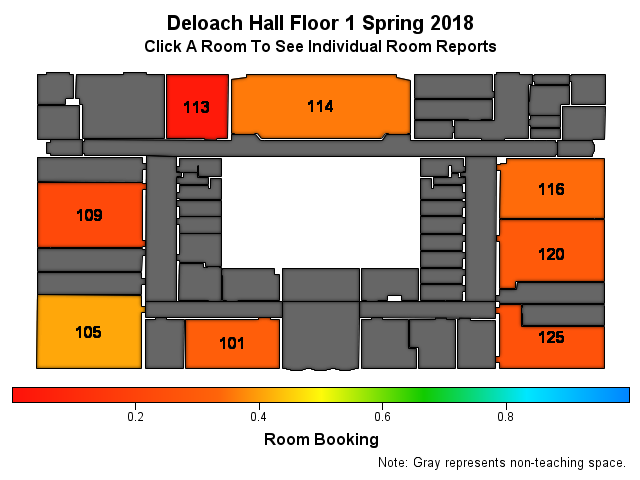 Deloach Hall Floor 1 Spring 2018
Click A Room To See Individual Room Reports
113
114
109
116
120
105
101
125
0.2 0.4 0.6 0.8
Room Booking
Note: Gray represents non-teaching space.